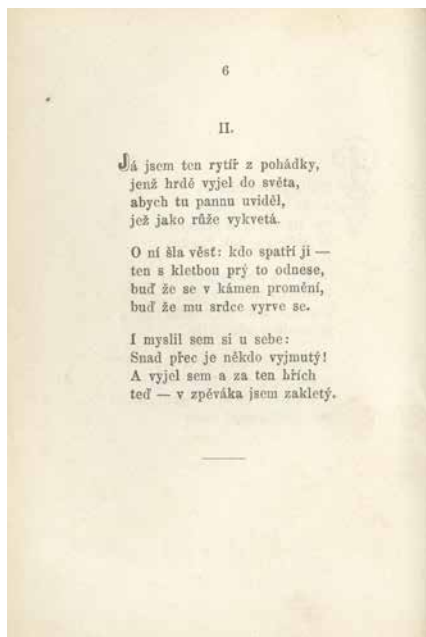 6
II.
Já jsem ten rytíř z pohádky,
jenž hrdě vyjel do světa,
abych tu pannu uviděl,
jež jako růže vykvetá.
O ní šla věsť: kdo spatří ji —
ten s kletbou prý to odnese,
buď že se v kámen promění,
buď že mu srdce vyrve se.
I myslil sem si u sebe:
Snad přec je někdo vyjmutý!
A vyjel sem a za ten hřích
teď — v zpěváka jsem zakletý.